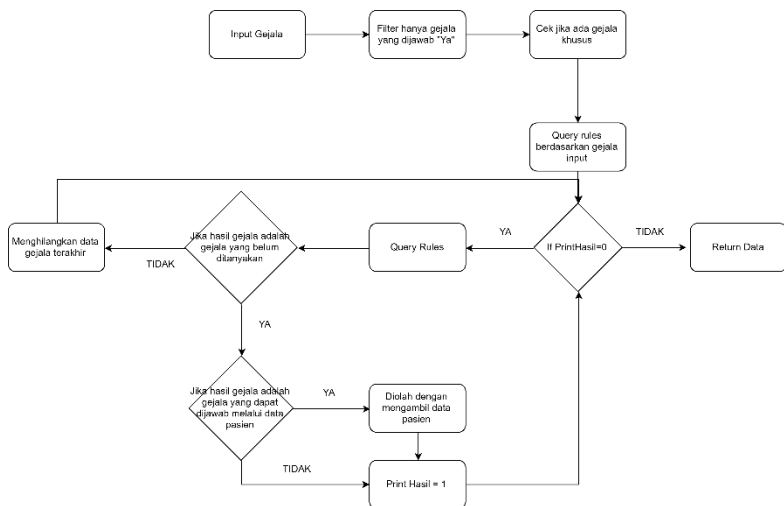 Input Gejala
Filter hanya gejala
yang dijawab "Ya"
Cek jika ada gejala
khusus
Query rules
berdasarkan gejala
input
Menghilangkan data
gejala terakhir
TIDAK
Jika hasil gejala adalah
gejala yang belum
ditanyakan
Query Rules
YA
If PrintHasil=0
TIDAK
Return Data
YA
Jika hasil gejala adalah
gejala yang dapat
dijawab melalui data
pasien
YA
Diolah dengan
mengambil data
pasien
TIDAK
Print Hasil = 1